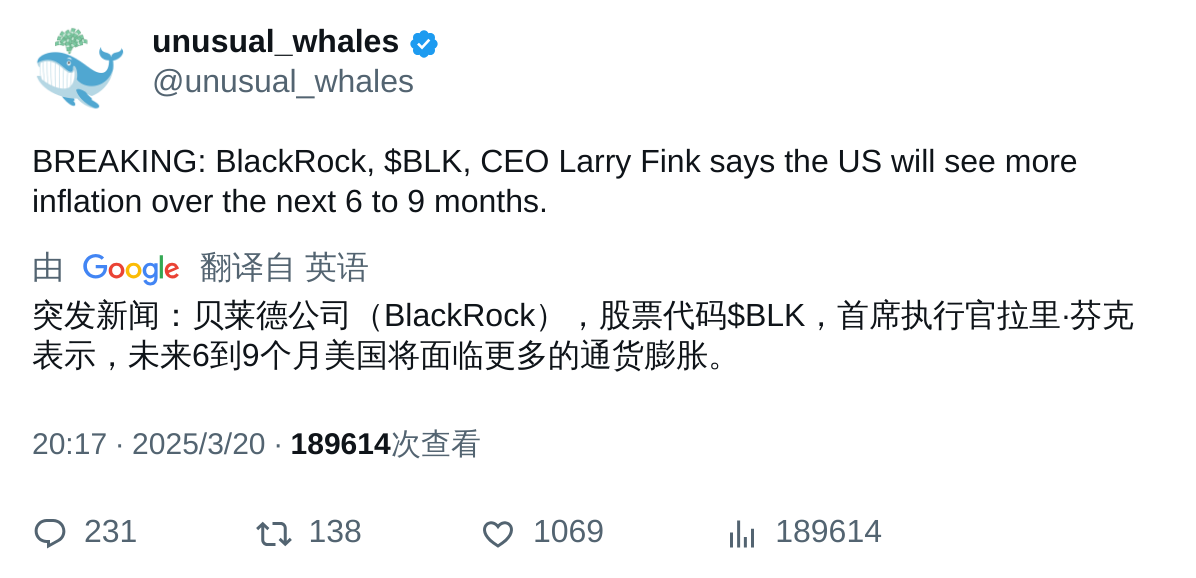 unusual_whales
@unusual_whales
BREAKING: BlackRock, $BLK, CEO Larry Fink says the US will see more
inflation over the next 6 to 9 months.
由 Google 翻译自 英语
突发新闻：贝莱德公司（BlackRock），股票代码$BLK，首席执行官拉里·芬克
表示，未来6到9个月美国将面临更多的通货膨胀。
20:17 · 2025/3/20 · 189614次查看
231 138 1069 189614